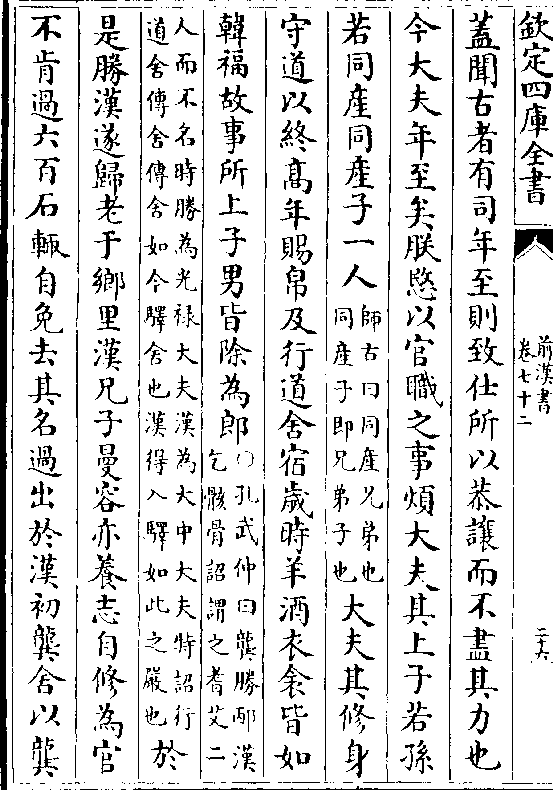 欽定四庫全書
前漢書
卷七十二
二十六
蓋聞古者有司年至則致仕所以恭讓而不盡其力也
今大夫年至矣朕愍以官職之事煩大夫其上子若孫
若同産同産子一人師古曰同産兄弟也同産子即兄弟子也大夫其修身
守道以終髙年賜帛及行道舍宿歳時羊酒衣衾皆如
韓福故事所上子男皆除為郎○孔武仲曰龔勝邴漢乞骸骨詔謂之耆艾二
人而不名時勝為光禄大夫漢為大中大夫特詔行道舍傳舍傳舍如今驛舍也漢得入驛如此之嚴也於
是勝漢遂歸老于鄉里漢兄子曼容亦養志自修為官
不肯過六百石輙自免去其名過出於漢初龔舍以龔